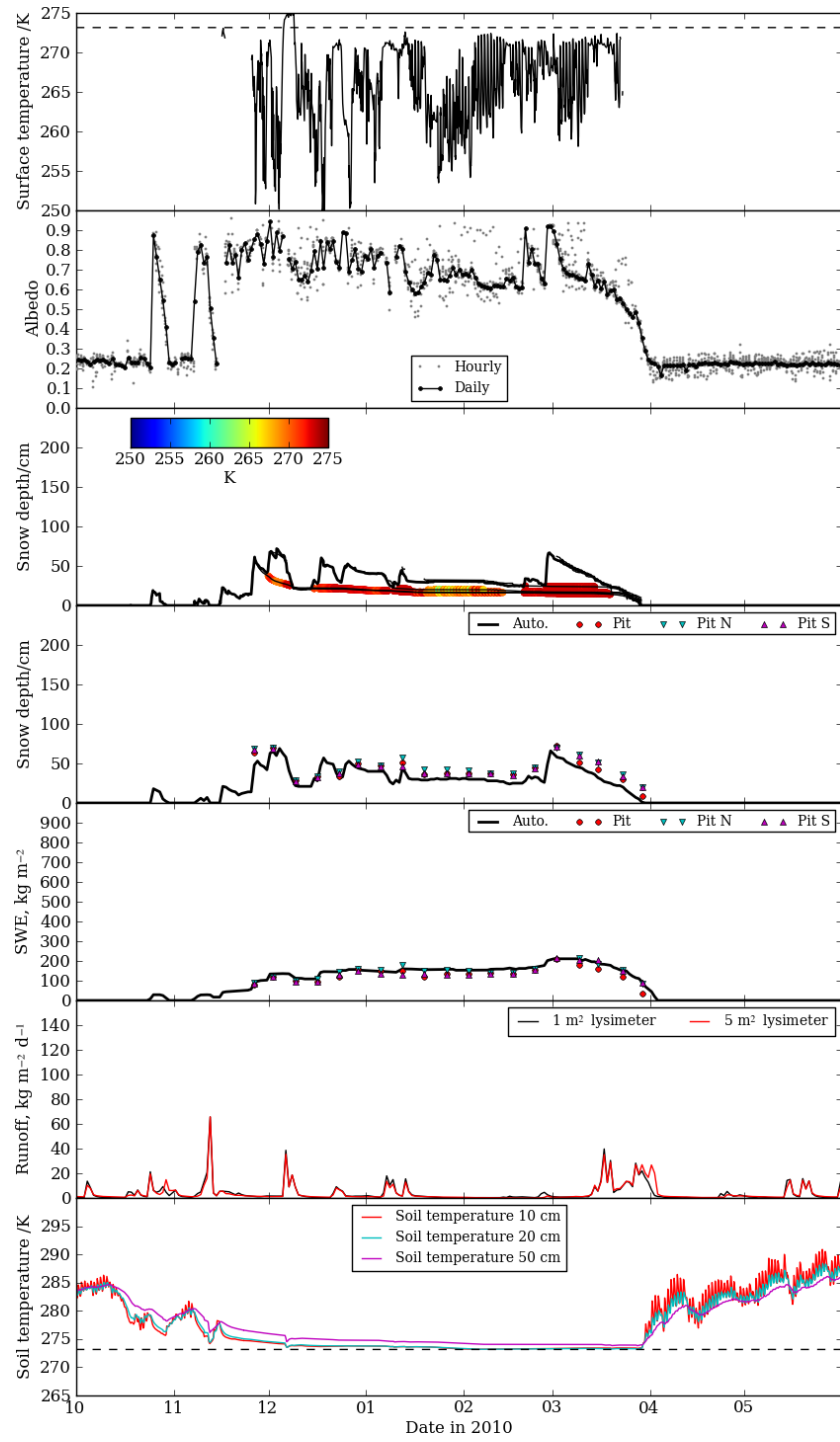 275
270
265
260
255
250
Surface temperature /K
0.9
0.8
0.7
0.6
0.5
0.4
0.3
0.2
0.1
0.0
Albedo
Hourly
Daily
200
150
100
50
0
Snow depth/cm
250 255 260 265 270 275
K
200
150
100
50
0
Snow depth/cm
Auto. Pit Pit N Pit S
900
800
700
600
500
400
300
200
100
0
SWE, kg m⁻²
Auto. Pit Pit N Pit S
140
120
100
80
60
40
20
0
Runoff, kg m⁻² d⁻¹
1 m² lysimeter 5 m² lysimeter
295
290
285
280
275
270
265
Soil temperature /K
Soil temperature 10 cm
Soil temperature 20 cm
Soil temperature 50 cm
10 11 12 01 02 03 04 05
Date in 2010